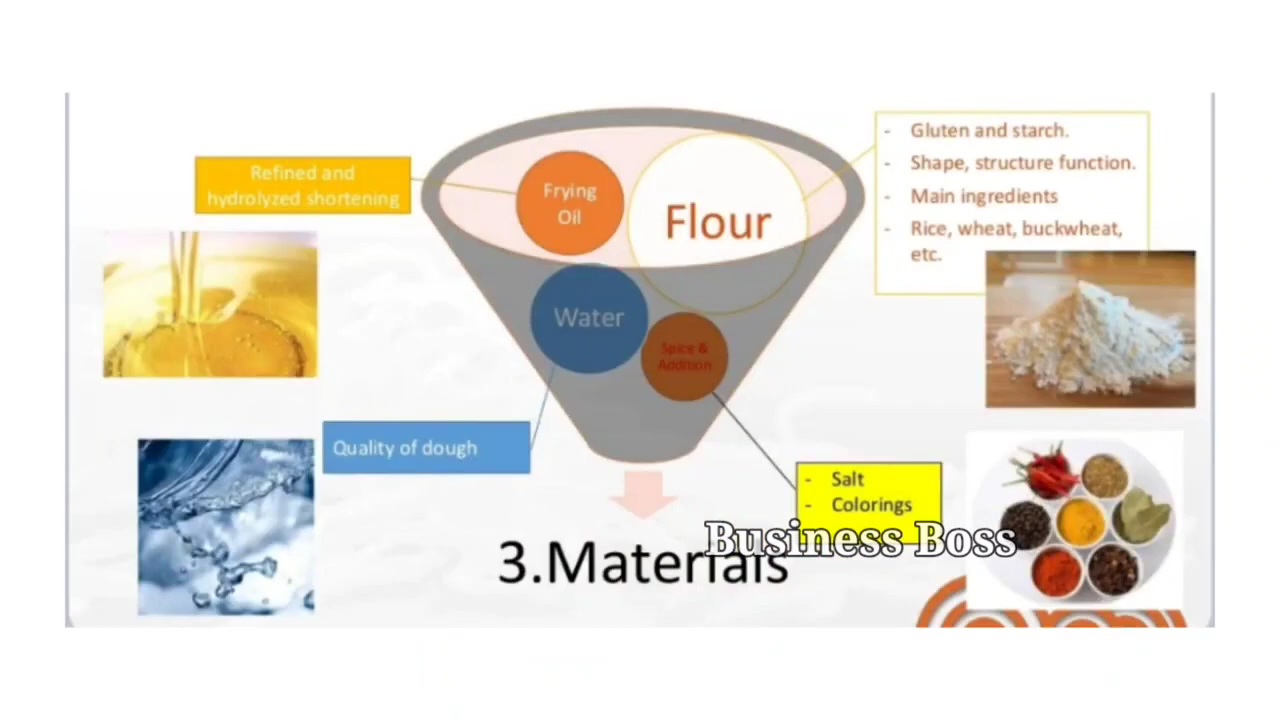 Refined and
hydrolyzed shortening
Frying
Oil
Flour
- Gluten and starch.
- Shape, structure function.
- Main ingredients
- Rice, wheat, buckwheat,
etc.
Water
Spice &
Addition
Quality of dough
- Salt
- Colorings
Business Boss
3.Materials